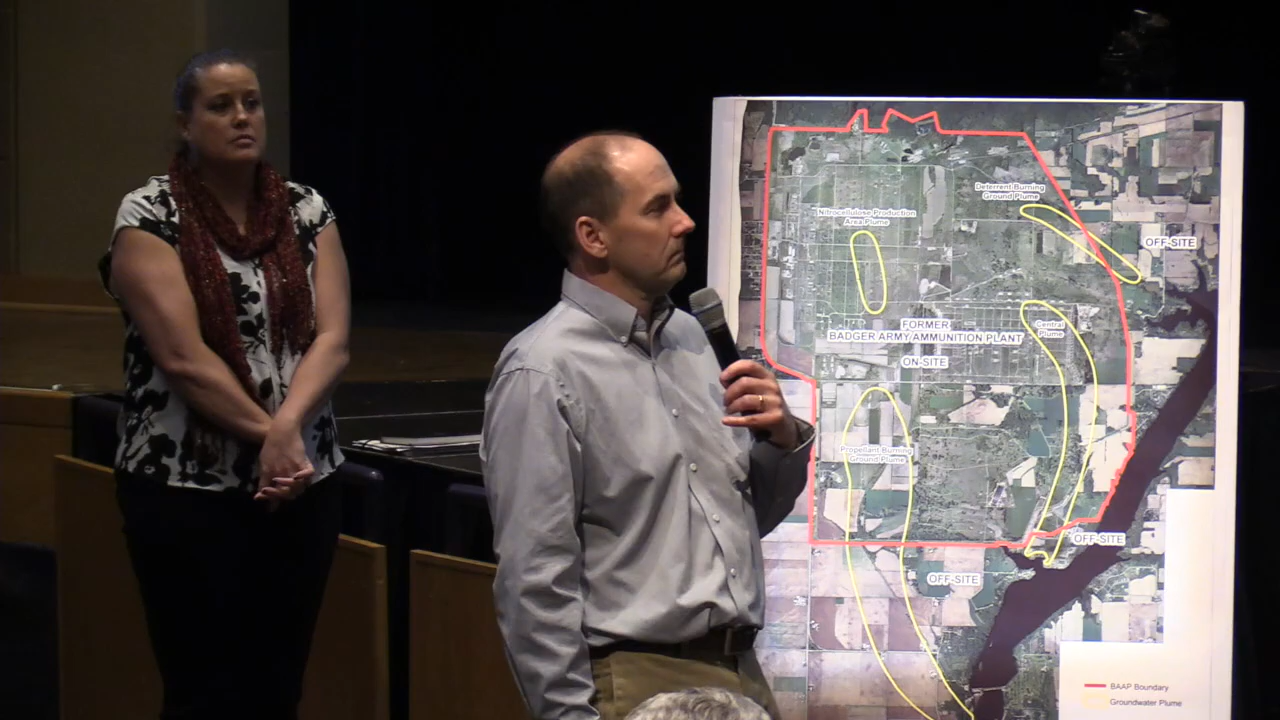 Deterrent Burning
Ground Plume
Nitrocellulose Production
Area Plume
OFF-SITE
FORMER
BADGER ARMY AMMUNITION PLANT
ON-SITE
Central
Plume
Propellant Burning
Ground Plume
OFF-SITE
OFF-SITE
BAAP Boundary
Groundwater Plume